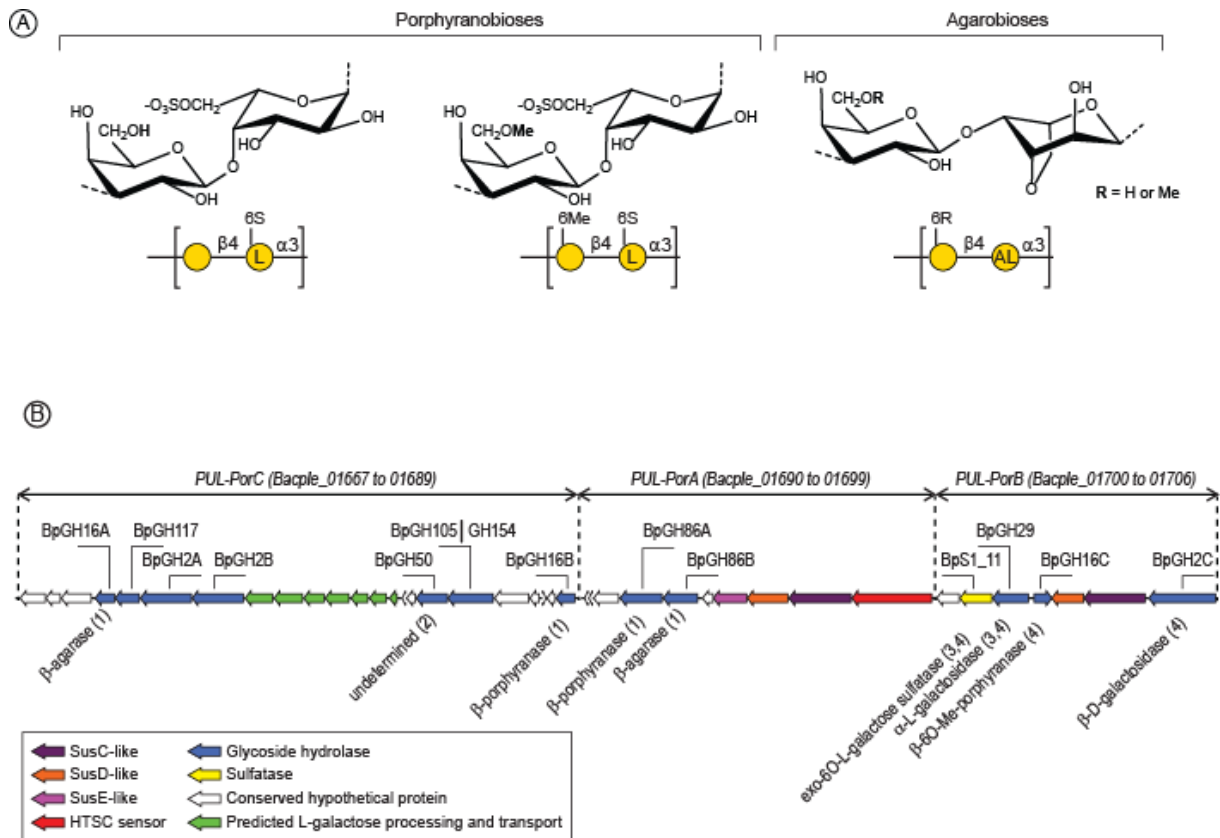 A
Porphyranobioses
Agarobioses
-O3SOCH2
HO
CH2OH
O
O
HO
OH
O
OH
-O3SOCH2
HO
CH2OMe
O
O
HO
OH
O
OH
HO
CH2OR
O
O
OH
OH
O
O
R = H or Me
6S
β4
α3
L
6Me
6S
β4
α3
L
6R
β4
α3
AL
B
PUL-PorC (Bacple_01667 to 01689)
PUL-PorA (Bacple_01690 to 01699)
PUL-PorB (Bacple_01700 to 01706)
BpGH16A
BpGH117
BpGH2A
BpGH2B
BpGH105 | GH154
BpGH50
BpGH16B
BpGH86A
BpGH86B
BpGH29
BpS1_11
BpGH16C
BpGH2C
β-agarase (1)
undetermined (2)
β-porphyranase (1)
β-porphyranase (1)
β-agarase (1)
exo-6O-L-galactose sulfatase (3,4)
α-L-galactosidase (3,4)
β-6O-Me-porphyranase (4)
β-D-galactosidase (4)
SusC-like
SusD-like
SusE-like
HTSC sensor
Glycoside hydrolase
Sulfatase
Conserved hypothetical protein
Predicted L-galactose processing and transport